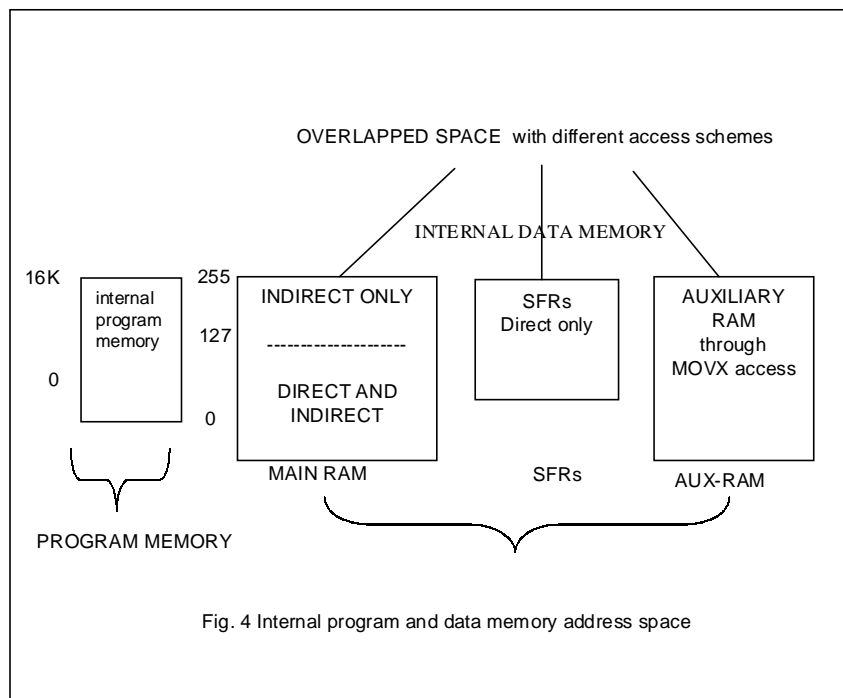 OVERLAPPED SPACE with different access schemes
INTERNAL DATA MEMORY
16K
0
internal
program
memory
255
127
0
INDIRECT ONLY
---------------------
DIRECT AND
INDIRECT
SFRs
Direct only
AUXILIARY
RAM
through
MOVX access
MAIN RAM
SFRs
AUX-RAM
PROGRAM MEMORY
Fig. 4 Internal program and data memory address space